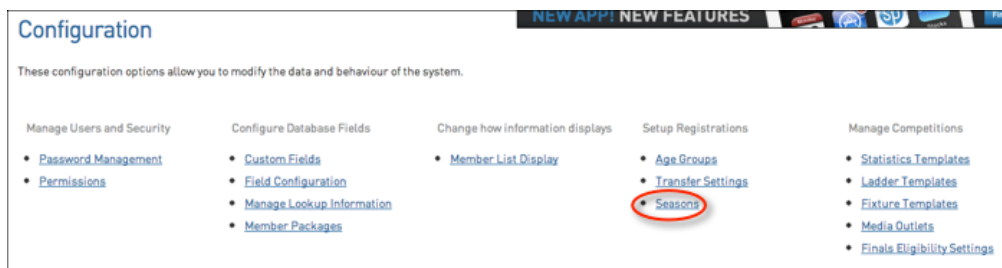 NEW APP! NEW FEATURES
Configuration
These configuration options allow you to modify the data and behaviour of the system.
Manage Users and Security
Password Management
Permissions
Configure Database Fields
Custom Fields
Field Configuration
Manage Lookup Information
Member Packages
Change how information displays
Member List Display
Setup Registrations
Age Groups
Transfer Settings
Seasons
Manage Competitions
Statistics Templates
Ladder Templates
Fixture Templates
Media Outlets
Finals Eligibility Settings